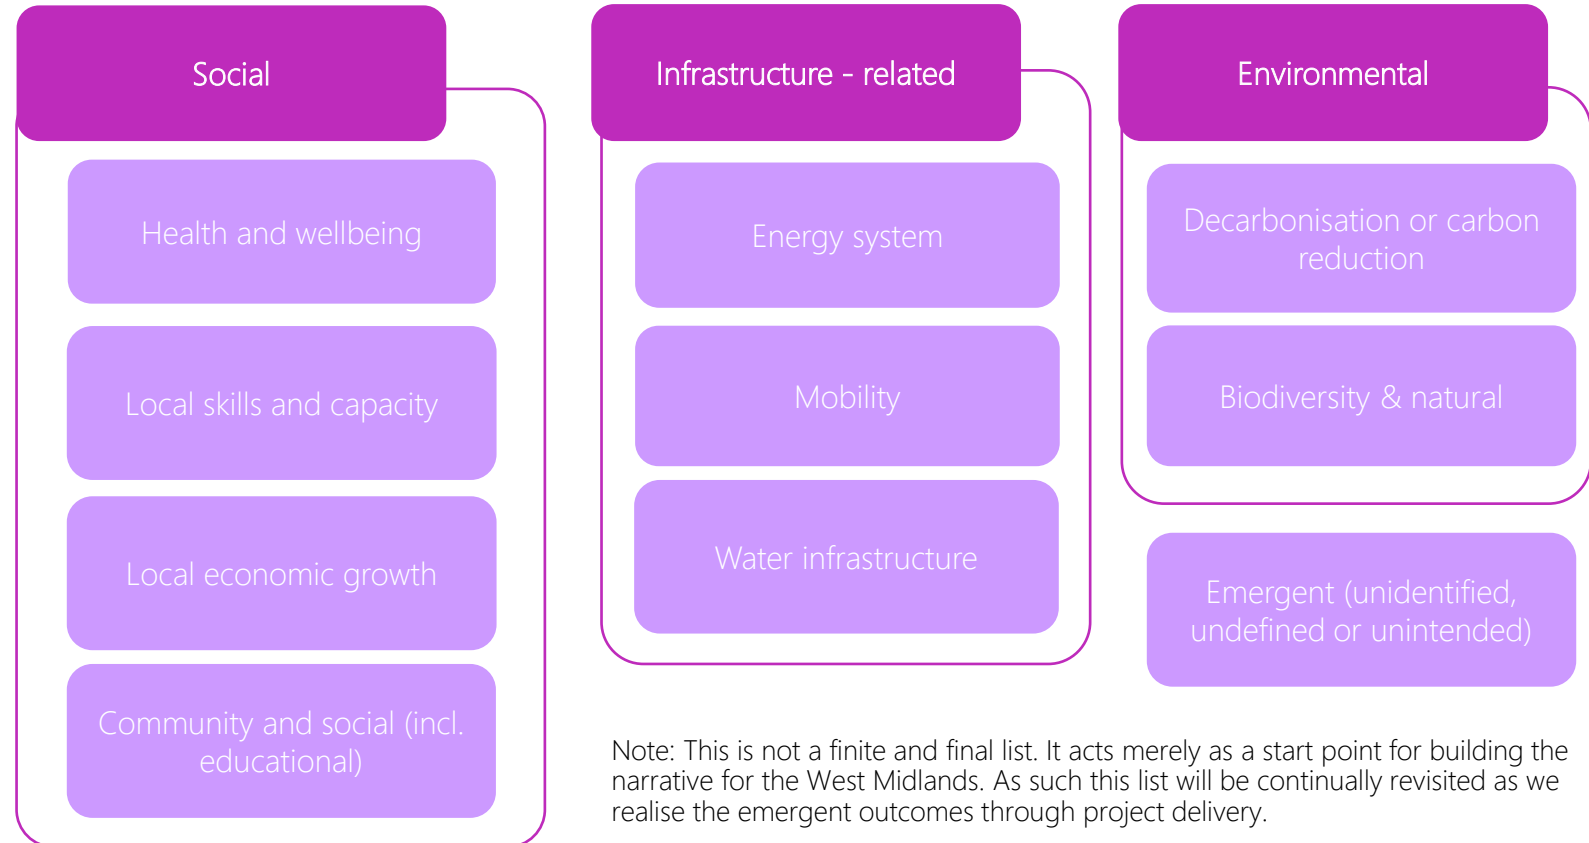 Social
Health and wellbeing
Local skills and capacity
Local economic growth
Community and social (incl.
educational)
Infrastructure - related
Energy system
Mobility
Water infrastructure
Environmental
Decarbonisation or carbon
reduction
Biodiversity & natural
Emergent (unidentified,
undefined or unintended)
Note: This is not a finite and final list. It acts merely as a start point for building the
narrative for the West Midlands. As such this list will be continually revisited as we
realise the emergent outcomes through project delivery.